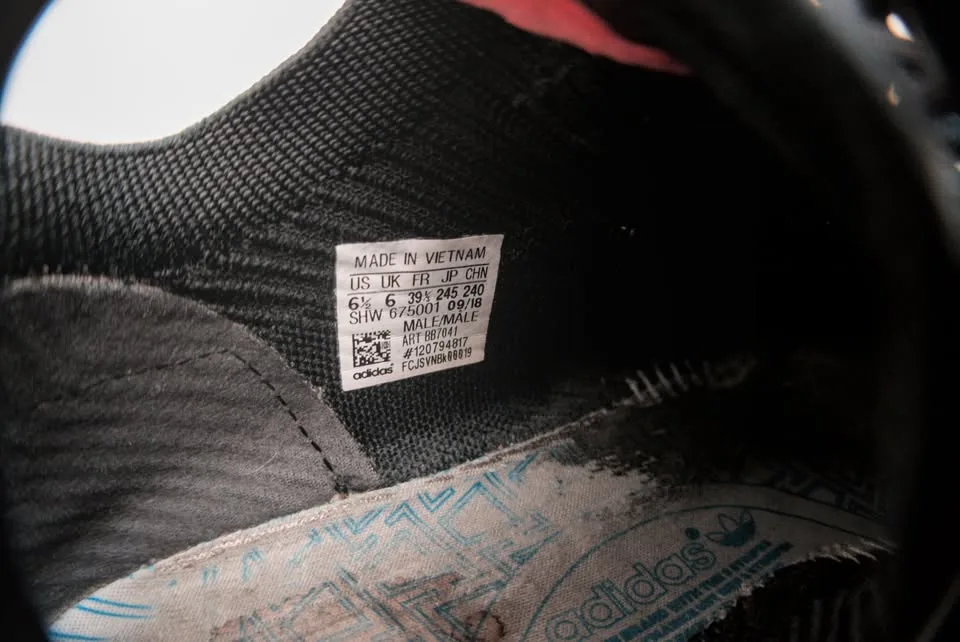 MADE IN VIETNAM
US UK FR JP CHN
6½ 6 39⅓ 245 240
SHW 675001 09/18
MALE/MALE
ART BB7041
#120794817
adidas
adidas